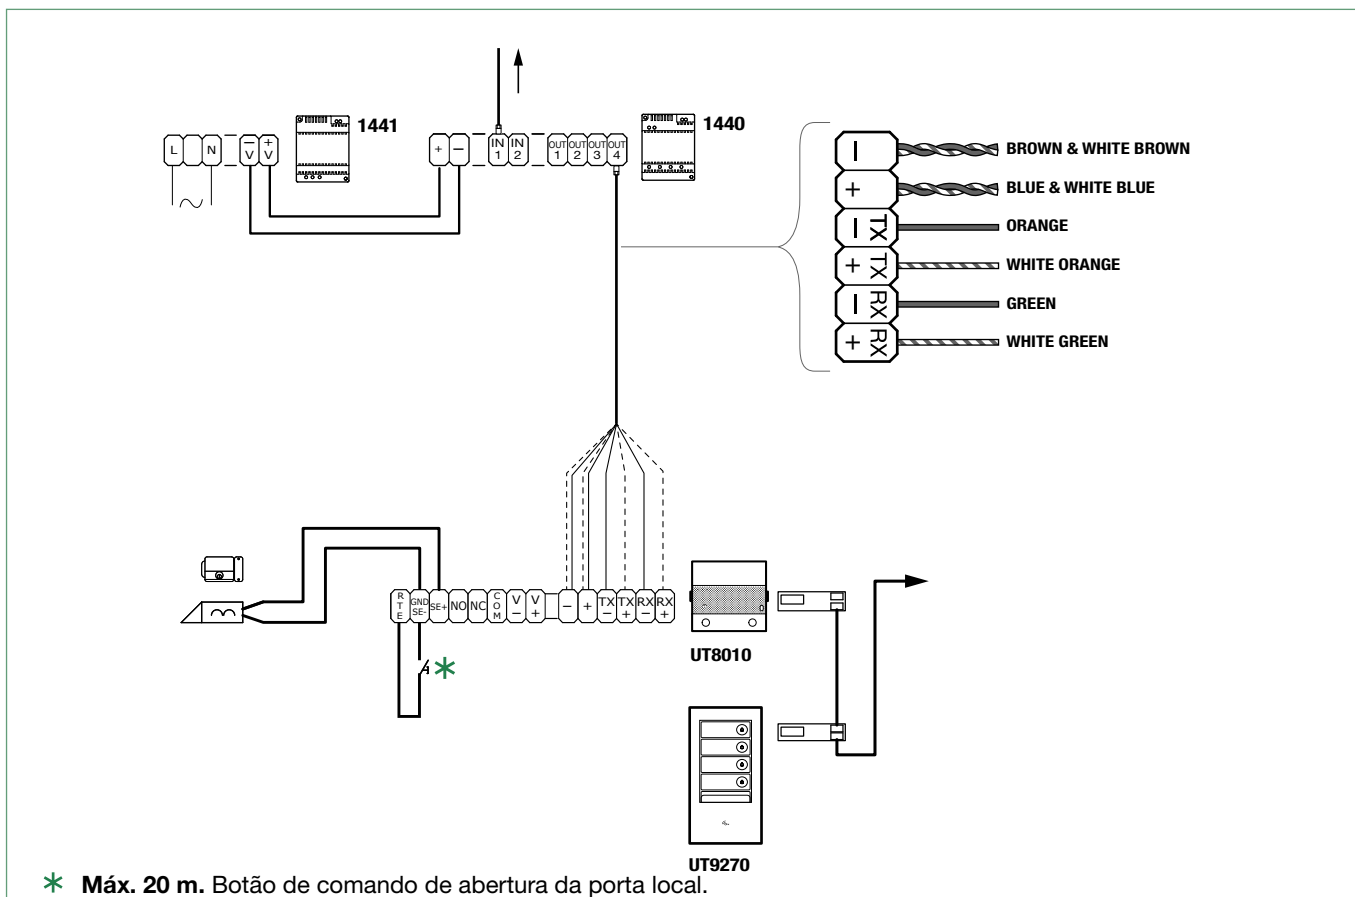 1441
1440
L N − V + V
+ − IN 1 IN 2 OUT 1 OUT 2 OUT 3 OUT 4
− BROWN & WHITE BROWN
+ BLUE & WHITE BLUE
− TX ORANGE
+ TX WHITE ORANGE
− RX GREEN
+ RX WHITE GREEN
RTE GND SE- SE+ NO NC COM V − V + − + TX − TX + RX − RX +
UT8010
UT9270
* Máx. 20 m. Botão de comando de abertura da porta local.